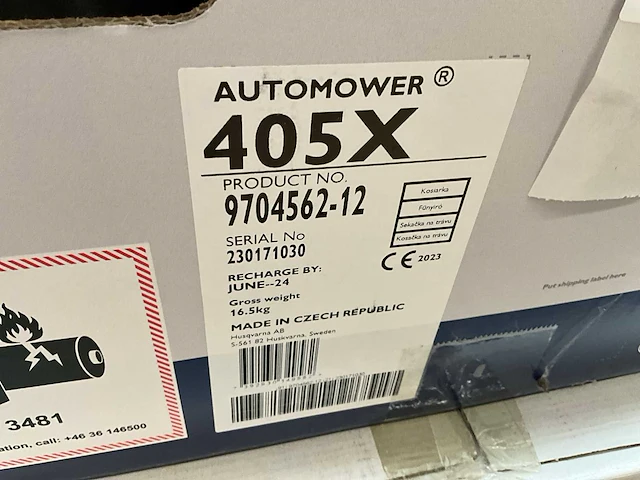 AUTOMOWER ®
405X
PRODUCT NO.
9704562-12
SERIAL No
230171030
RECHARGE BY:
JUNE--24
Gross weight
16.5kg
MADE IN CZECH REPUBLIC
Husqvarna AB
S-561 82 Huskvarna, Sweden
Kosiarka
Fűnyíró
Sekačka na trávu
Kosačka na trávu
CE 2023
Put shipping label here
3481
ation, call: +46 36 146500